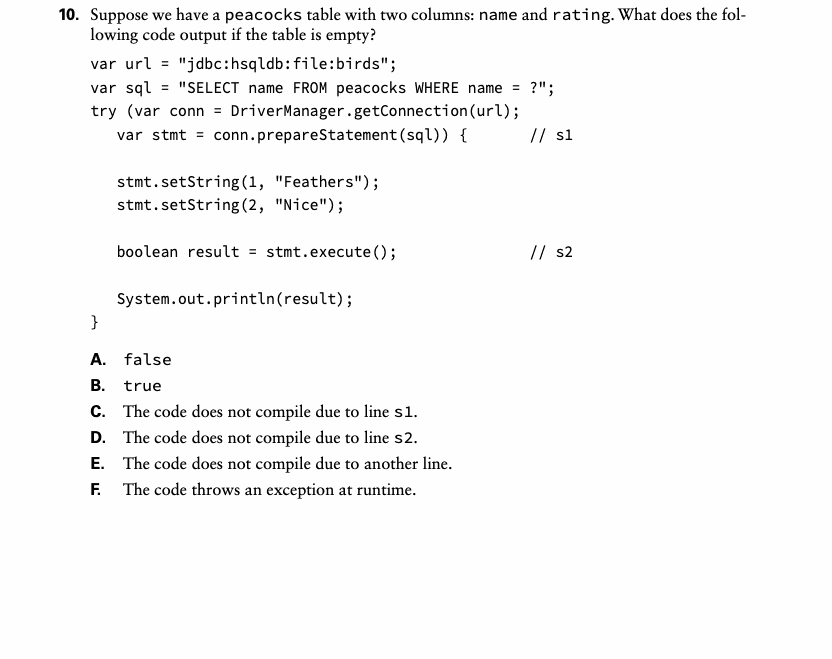 10. Suppose we have a peacocks table with two columns: name and rating. What does the fol-
lowing code output if the table is empty?
var url = "jdbc:hsqldb:file:birds";
var sql = "SELECT name FROM peacocks WHERE name = ?";
try (var conn = DriverManager.getConnection(url);
   var stmt = conn.prepareStatement(sql)) {       // s1
   stmt.setString(1, "Feathers");
   stmt.setString(2, "Nice");
   boolean result = stmt.execute();               // s2
   System.out.println(result);
}
A. false
B. true
C. The code does not compile due to line s1.
D. The code does not compile due to line s2.
E. The code does not compile due to another line.
F. The code throws an exception at runtime.